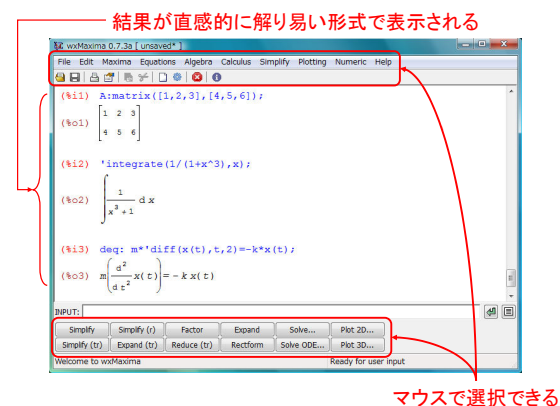 結果が直感的に解り易い形式で表示される
wxMaxima 0.7.3a [ unsaved* ]
File Edit Maxima Equations Algebra Calculus Simplify Plotting Numeric Help
(%i1) A:matrix([1,2,3],[4,5,6]);
(%o1) [1 2 3
4 5 6]
(%i2) 'integrate(1/(1+x^3),x);
(%o2) ∫ 1/(x^3+1) d x
(%i3) deq: m*'diff(x(t),t,2)=-k*x(t);
(%o3) m(d^2/d t^2 x(t))=-k x(t)
INPUT:
Simplify Simplify (r) Factor Expand Solve... Plot 2D...
Simplify (tr) Expand (tr) Reduce (tr) Rectform Solve ODE... Plot 3D...
Welcome to wxMaxima Ready for user input
マウスで選択できる